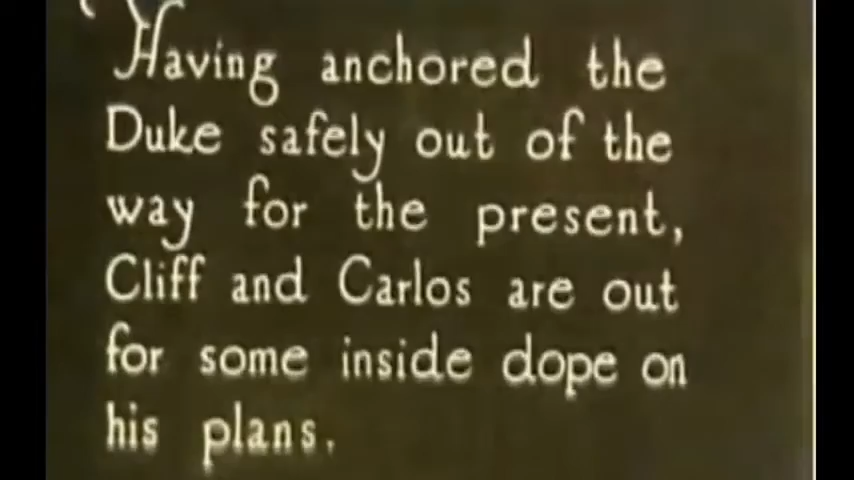 Having anchored the
Duke safely out of the
way for the present,
Cliff and Carlos are out
for some inside dope on
his plans.